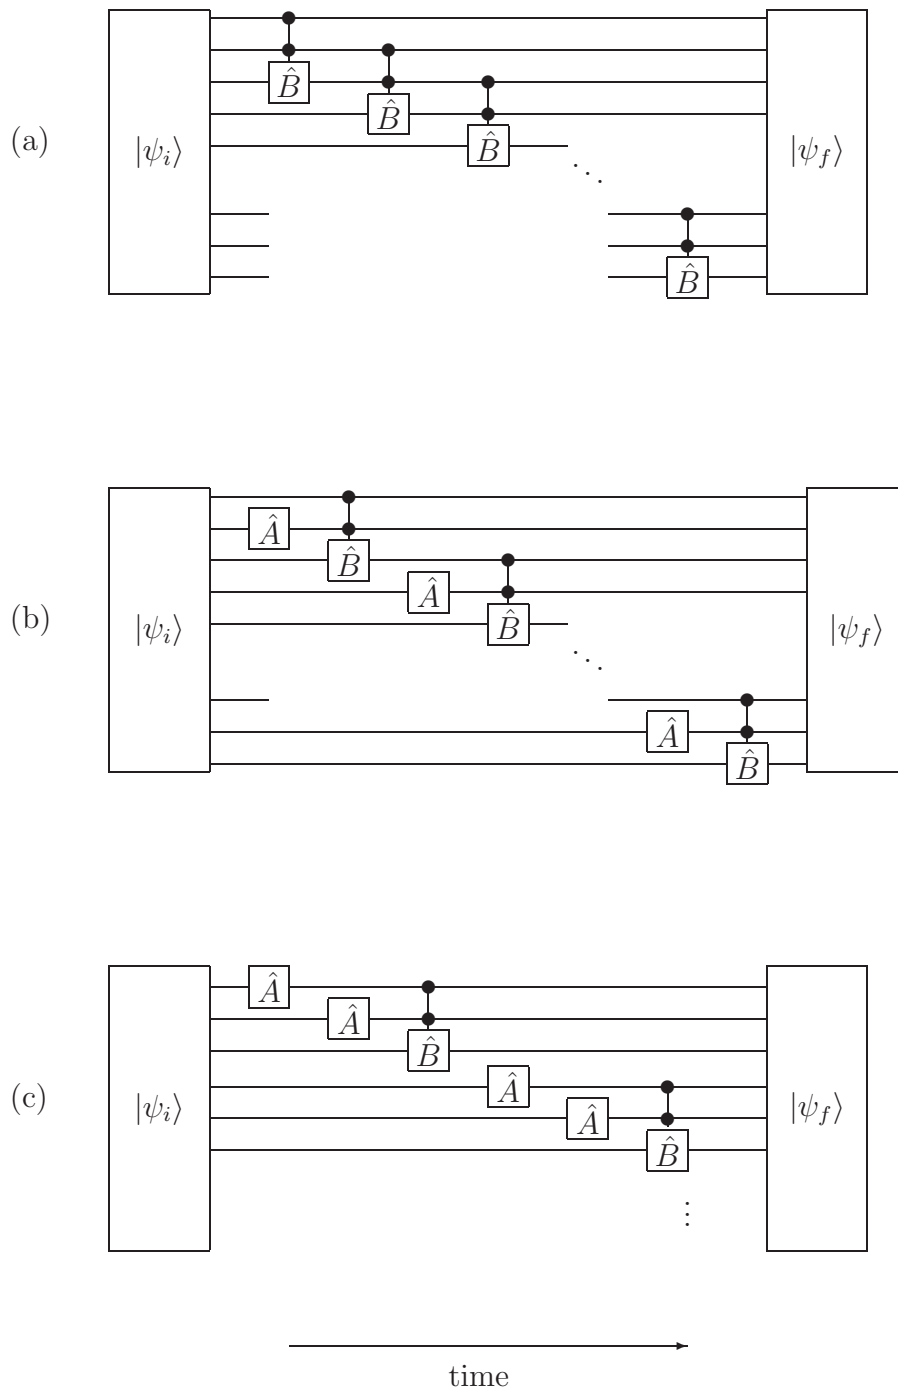 (a)
|ψ_i⟩
B̂
B̂
B̂
⋱
B̂
|ψ_f⟩
(b)
|ψ_i⟩
Â
B̂
Â
B̂
⋱
Â
B̂
|ψ_f⟩
(c)
|ψ_i⟩
Â
Â
B̂
Â
Â
B̂
⋮
|ψ_f⟩
time